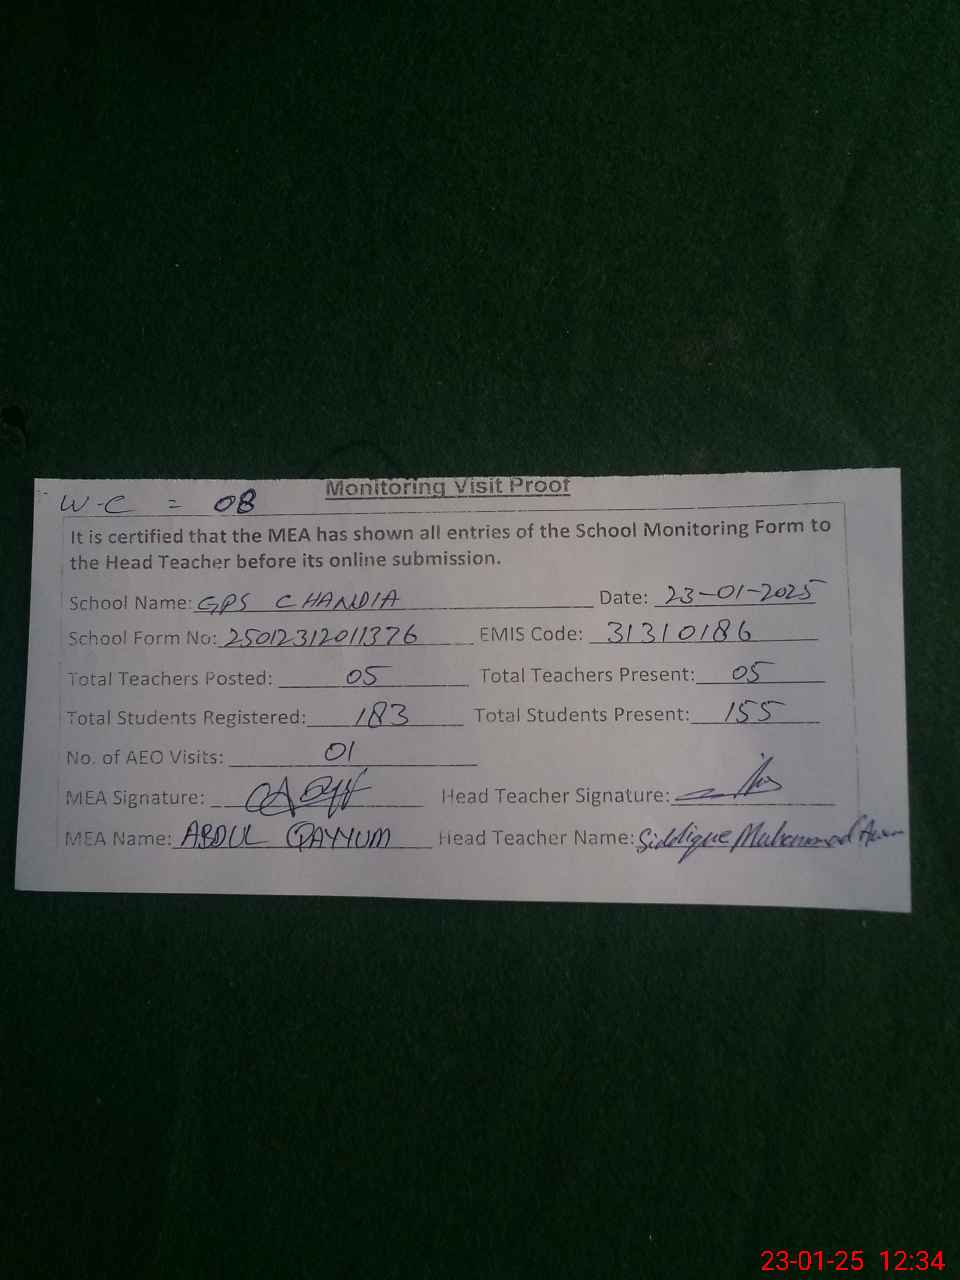 Monitoring Visit Proof
W-C = 08
It is certified that the MEA has shown all entries of the School Monitoring Form to
the Head Teacher before its online submission.
School Name: GPS CHANDIA Date: 23-01-2025
School Form No: 25012312011376 EMIS Code: 31310186
Total Teachers Posted: 05 Total Teachers Present: 05
Total Students Registered: 183 Total Students Present: 155
No. of AEO Visits: 01
MEA Signature: Head Teacher Signature:
MEA Name: ABDUL QAYYUM Head Teacher Name: Siddique Muhammad
23-01-25 12:34